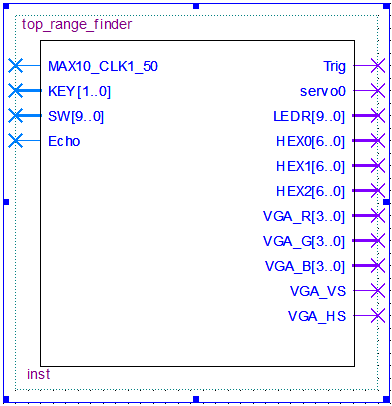 top_range_finder
MAX10_CLK1_50
Trig
KEY[1..0]
servo0
SW[9..0]
LEDR[9..0]
Echo
HEX0[6..0]
HEX1[6..0]
HEX2[6..0]
VGA_R[3..0]
VGA_G[3..0]
VGA_B[3..0]
VGA_VS
VGA_HS
inst